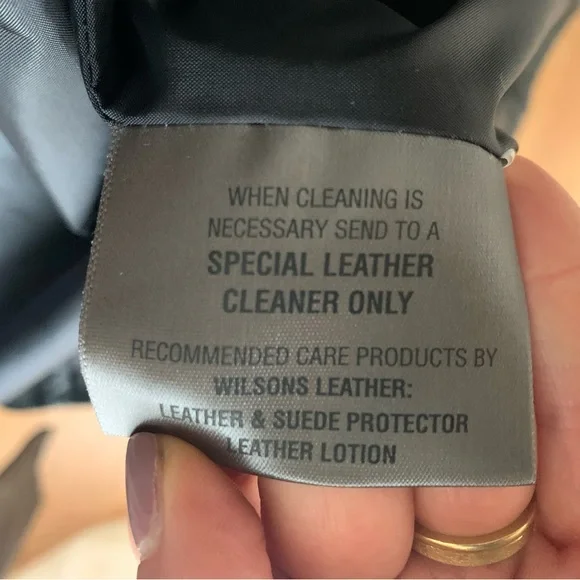 WHEN CLEANING IS
NECESSARY SEND TO A
SPECIAL LEATHER
CLEANER ONLY
RECOMMENDED CARE PRODUCTS BY
WILSONS LEATHER:
LEATHER & SUEDE PROTECTOR
LEATHER LOTION